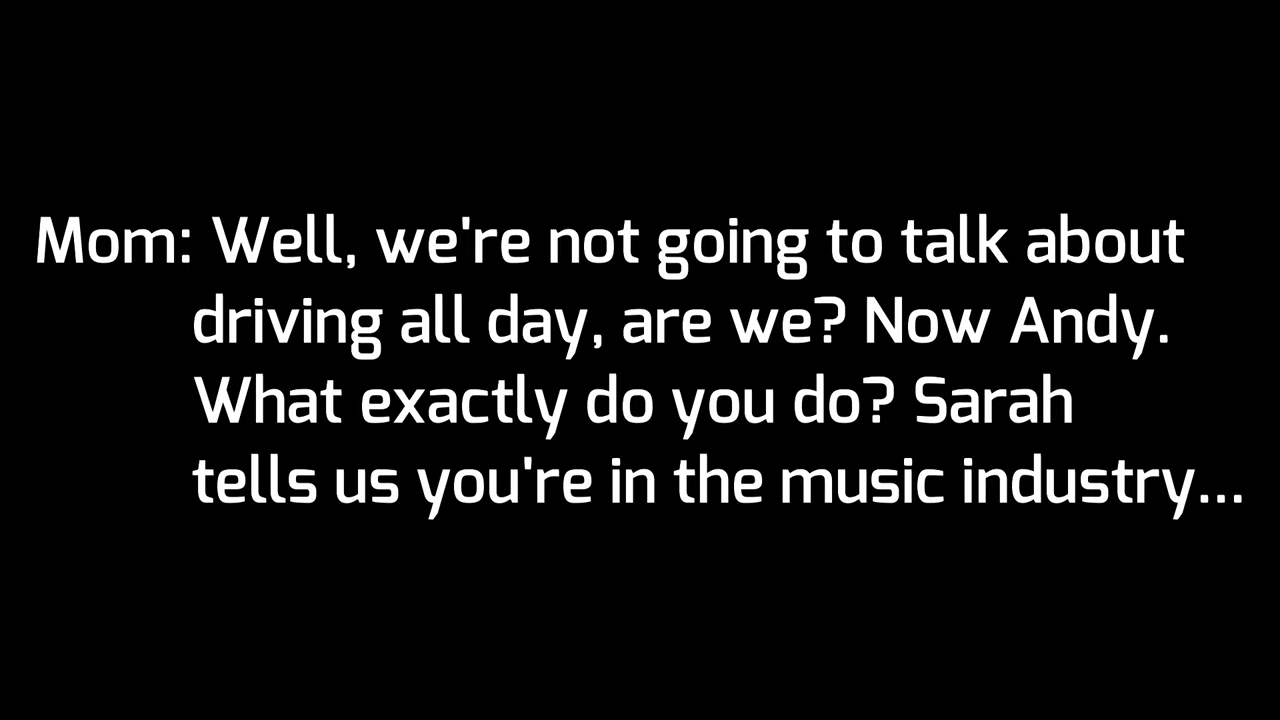 Mom: Well, we're not going to talk about
driving all day, are we? Now Andy.
What exactly do you do? Sarah
tells us you're in the music industry...